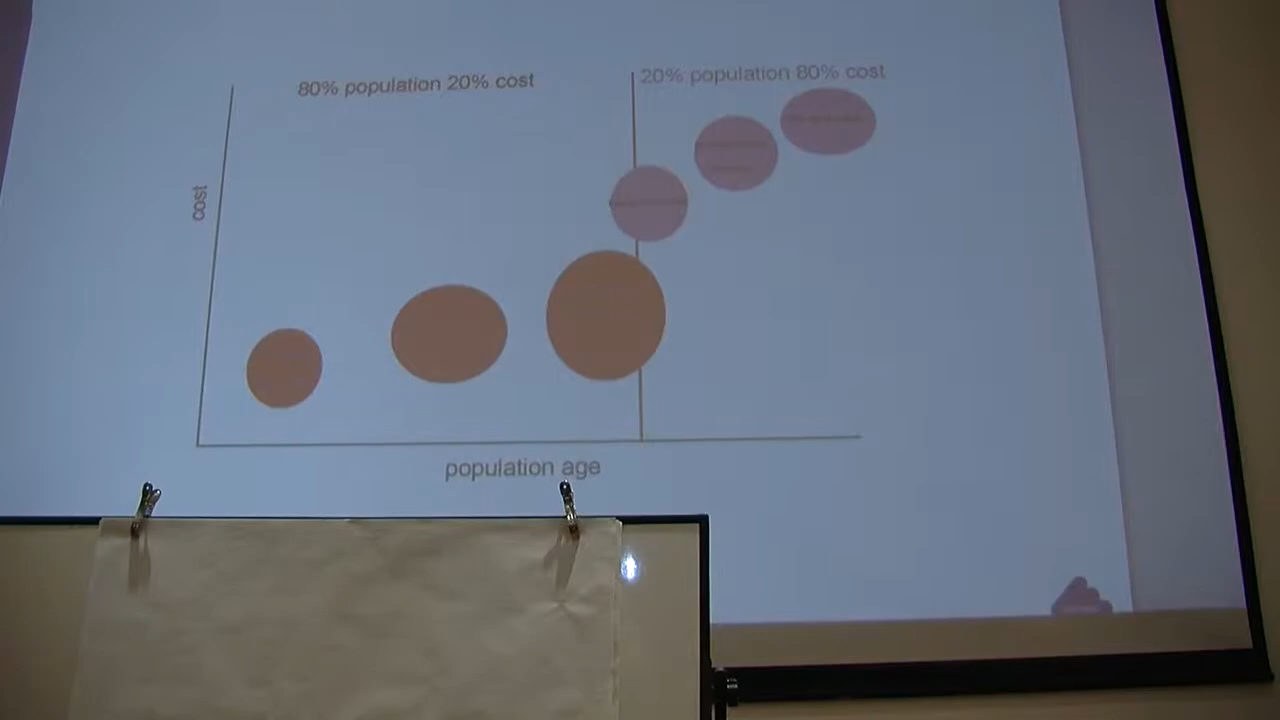 80% population 20% cost
20% population 80% cost
cost
population age